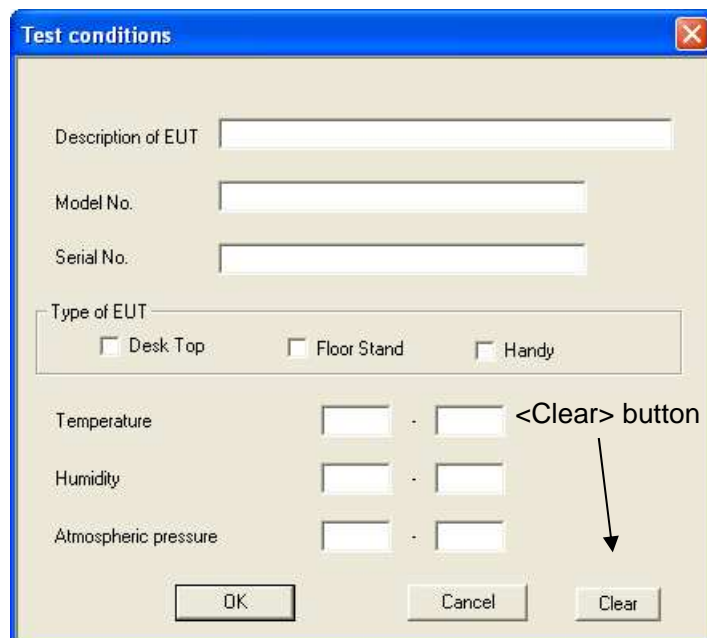 Test conditions
Description of EUT
Model No.
Serial No.
Type of EUT
Desk Top Floor Stand Handy
Temperature - <Clear> button
Humidity -
Atmospheric pressure -
OK Cancel Clear